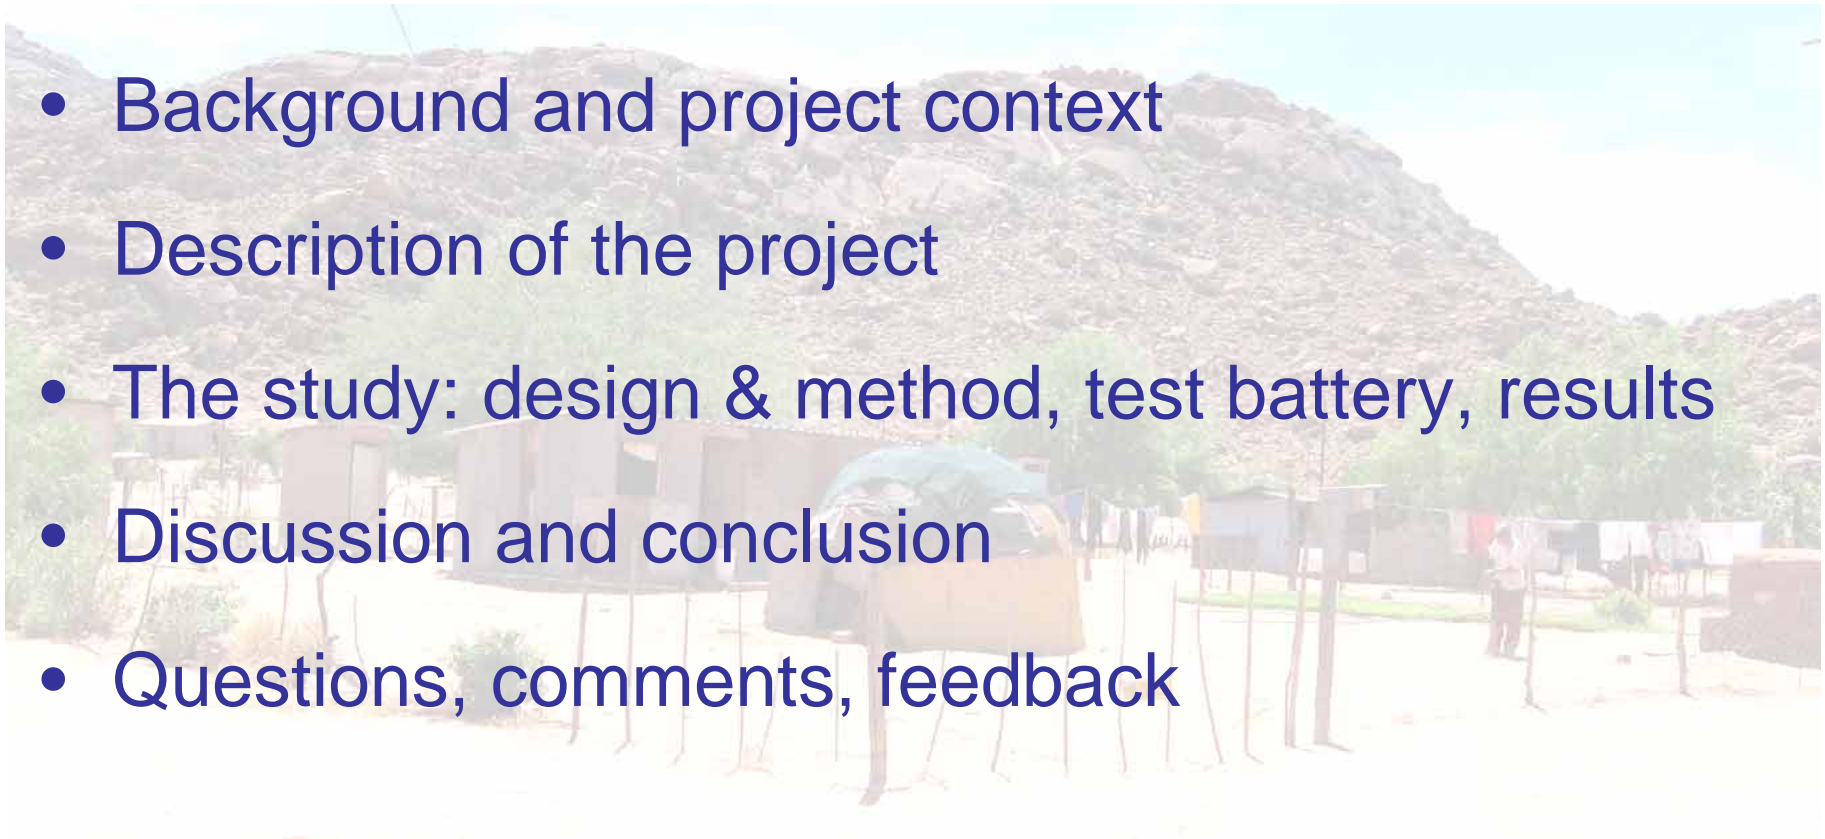 • Background and project context
• Description of the project
• The study: design & method, test battery, results
• Discussion and conclusion
• Questions, comments, feedback